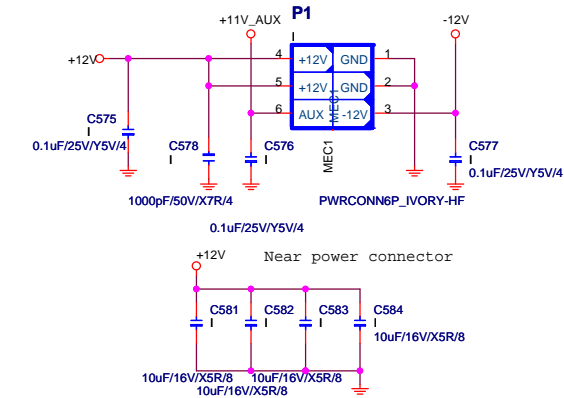 P1
+11V_AUX
-12V
+12V
4 +12V GND 1
5 +12V GND 2
6 AUX -12V 3
MEC1
MEC1
C575
0.1uF/25V/Y5V/4
C578
1000pF/50V/X7R/4
C576
0.1uF/25V/Y5V/4
C577
0.1uF/25V/Y5V/4
PWRCONN6P_IVORY-HF
+12V
Near power connector
C581
C582
C583
C584
10uF/16V/X5R/8
10uF/16V/X5R/8
10uF/16V/X5R/8
10uF/16V/X5R/8